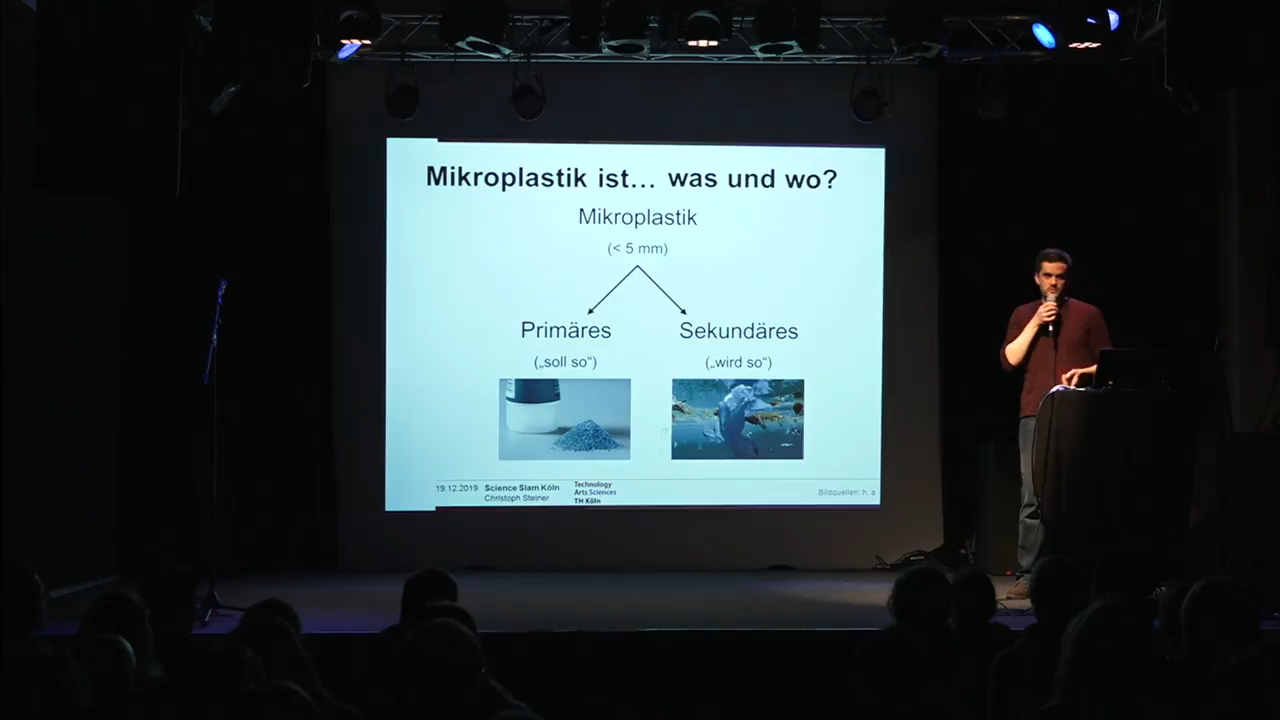 Mikroplastik ist... was und wo?
Mikroplastik
(< 5 mm)
Primäres
Sekundäres
(„soll so“)
(„wird so“)
19.12.2019 Science Slam Köln
Christoph Steiner
Technology
Arts Sciences
TH Köln
Bildquellen: h, a